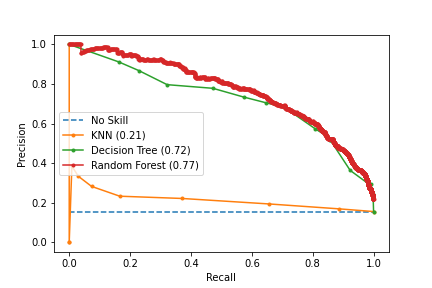 1.0
0.8
0.6
0.4
0.2
0.0
Precision
No Skill
KNN (0.21)
Decision Tree (0.72)
Random Forest (0.77)
0.0 0.2 0.4 0.6 0.8 1.0
Recall